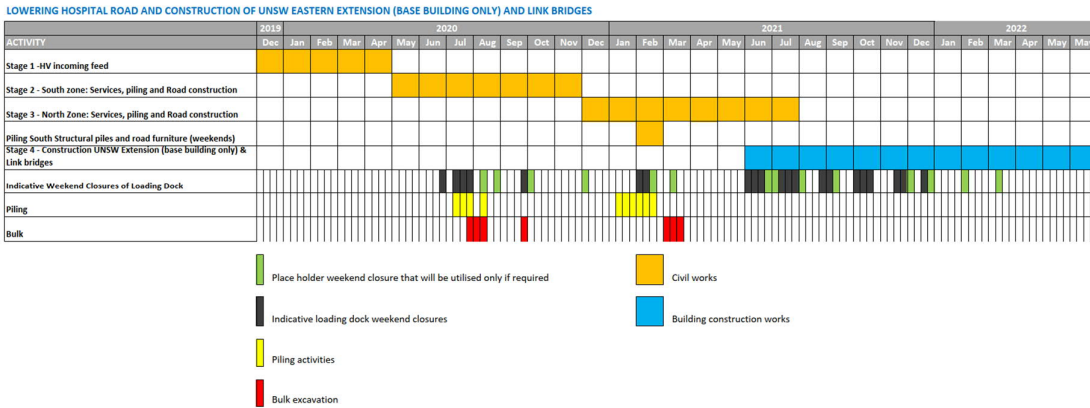 LOWERING HOSPITAL ROAD AND CONSTRUCTION OF UNSW EASTERN EXTENSION (BASE BUILDING ONLY) AND LINK BRIDGES
2019 2020 2021 2022
ACTIVITY Dec Jan Feb Mar Apr May Jun Jul Aug Sep Oct Nov Dec Jan Feb Mar Apr May Jun Jul Aug Sep Oct Nov Dec Jan Feb Mar Apr May May
Stage 1 -HV incoming feed
Stage 2 - South zone: Services, piling and Road construction
Stage 3 - North Zone: Services, piling and Road construction
Piling South Structural piles and road furniture (weekends)
Stage 4 - Construction UNSW Extension (base building only) &
Link bridges
Indicative Weekend Closures of Loading Dock
Piling
Bulk
Place holder weekend closure that will be utilised only if required
Civil works
Indicative loading dock weekend closures
Building construction works
Piling activities
Bulk excavation